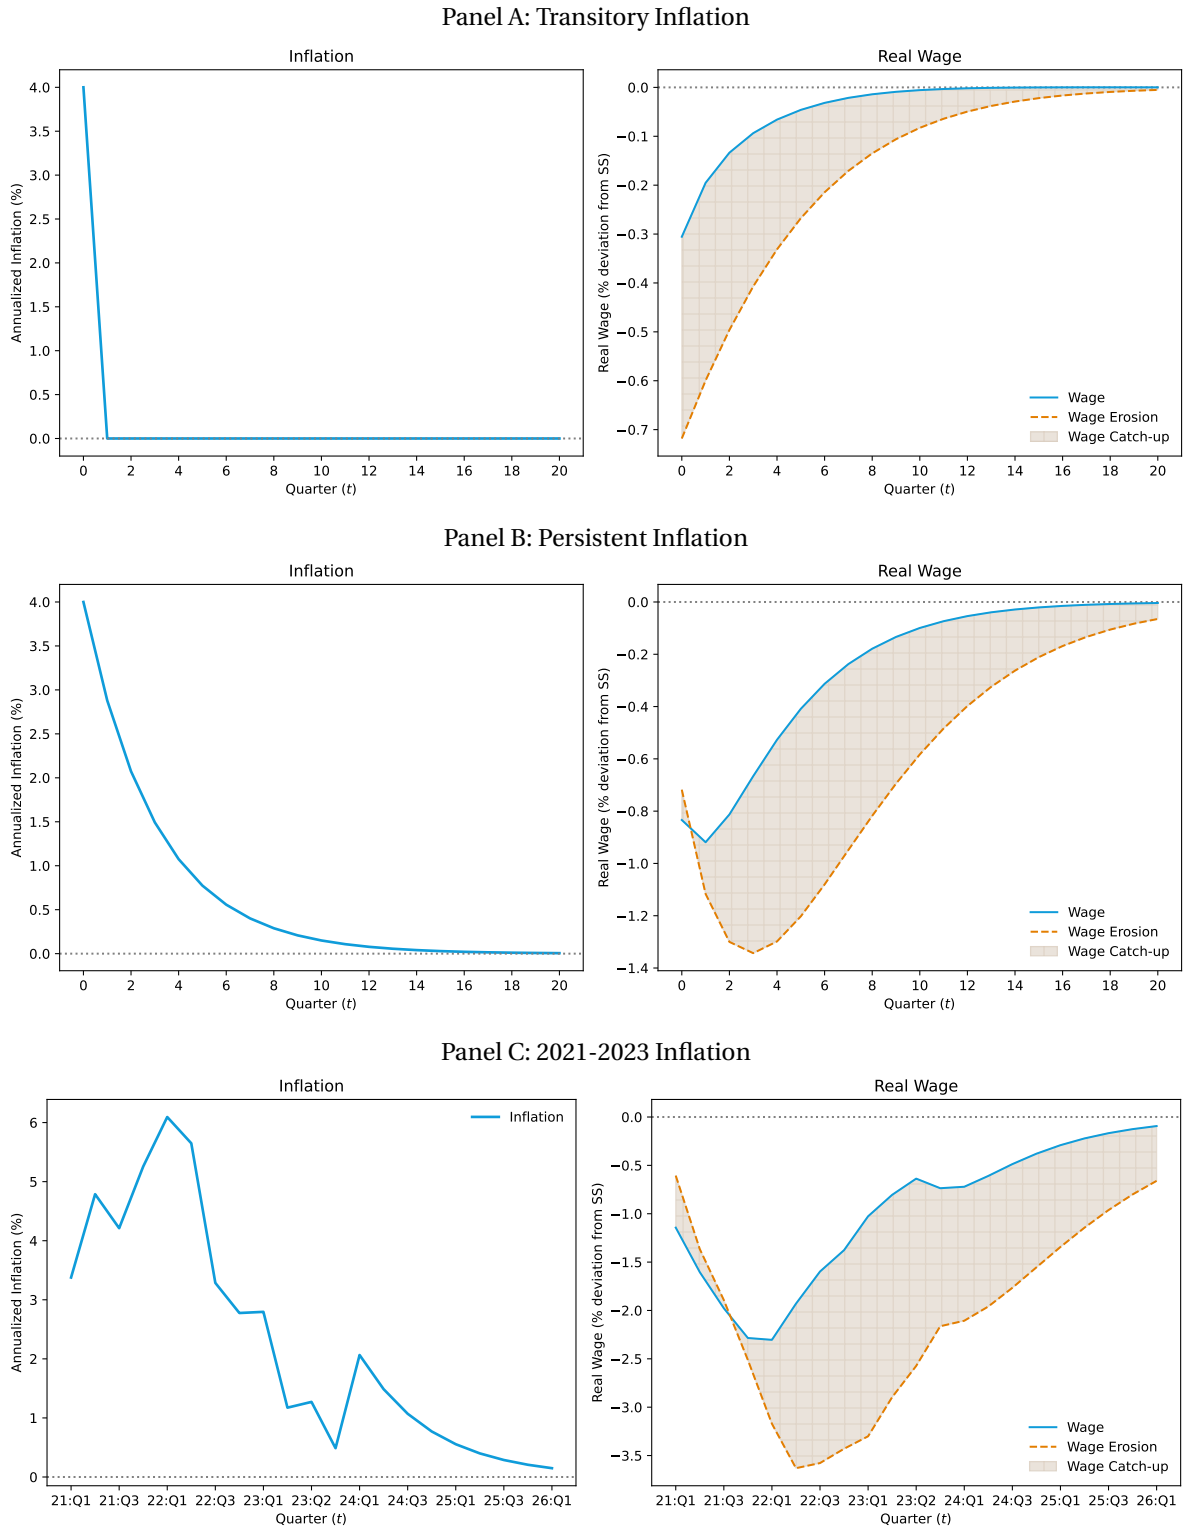 Panel A: Transitory Inflation
Inflation
Annualized Inflation (%)
4.0
3.5
3.0
2.5
2.0
1.5
1.0
0.5
0.0
0 2 4 6 8 10 12 14 16 18 20
Quarter (t)
Real Wage
Real Wage (% deviation from SS)
0.0
−0.1
−0.2
−0.3
−0.4
−0.5
−0.6
−0.7
Wage
Wage Erosion
Wage Catch-up
0 2 4 6 8 10 12 14 16 18 20
Quarter (t)
Panel B: Persistent Inflation
Inflation
Annualized Inflation (%)
4.0
3.5
3.0
2.5
2.0
1.5
1.0
0.5
0.0
0 2 4 6 8 10 12 14 16 18 20
Quarter (t)
Real Wage
Real Wage (% deviation from SS)
0.0
−0.2
−0.4
−0.6
−0.8
−1.0
−1.2
−1.4
Wage
Wage Erosion
Wage Catch-up
0 2 4 6 8 10 12 14 16 18 20
Quarter (t)
Panel C: 2021-2023 Inflation
Inflation
Annualized Inflation (%)
Inflation
6
5
4
3
2
1
0
21:Q1 21:Q3 22:Q1 22:Q3 23:Q1 23:Q2 24:Q1 24:Q3 25:Q1 25:Q3 26:Q1
Quarter (t)
Real Wage
Real Wage (% deviation from SS)
0.0
−0.5
−1.0
−1.5
−2.0
−2.5
−3.0
−3.5
Wage
Wage Erosion
Wage Catch-up
21:Q1 21:Q3 22:Q1 22:Q3 23:Q1 23:Q2 24:Q1 24:Q3 25:Q1 25:Q3 26:Q1
Quarter (t)